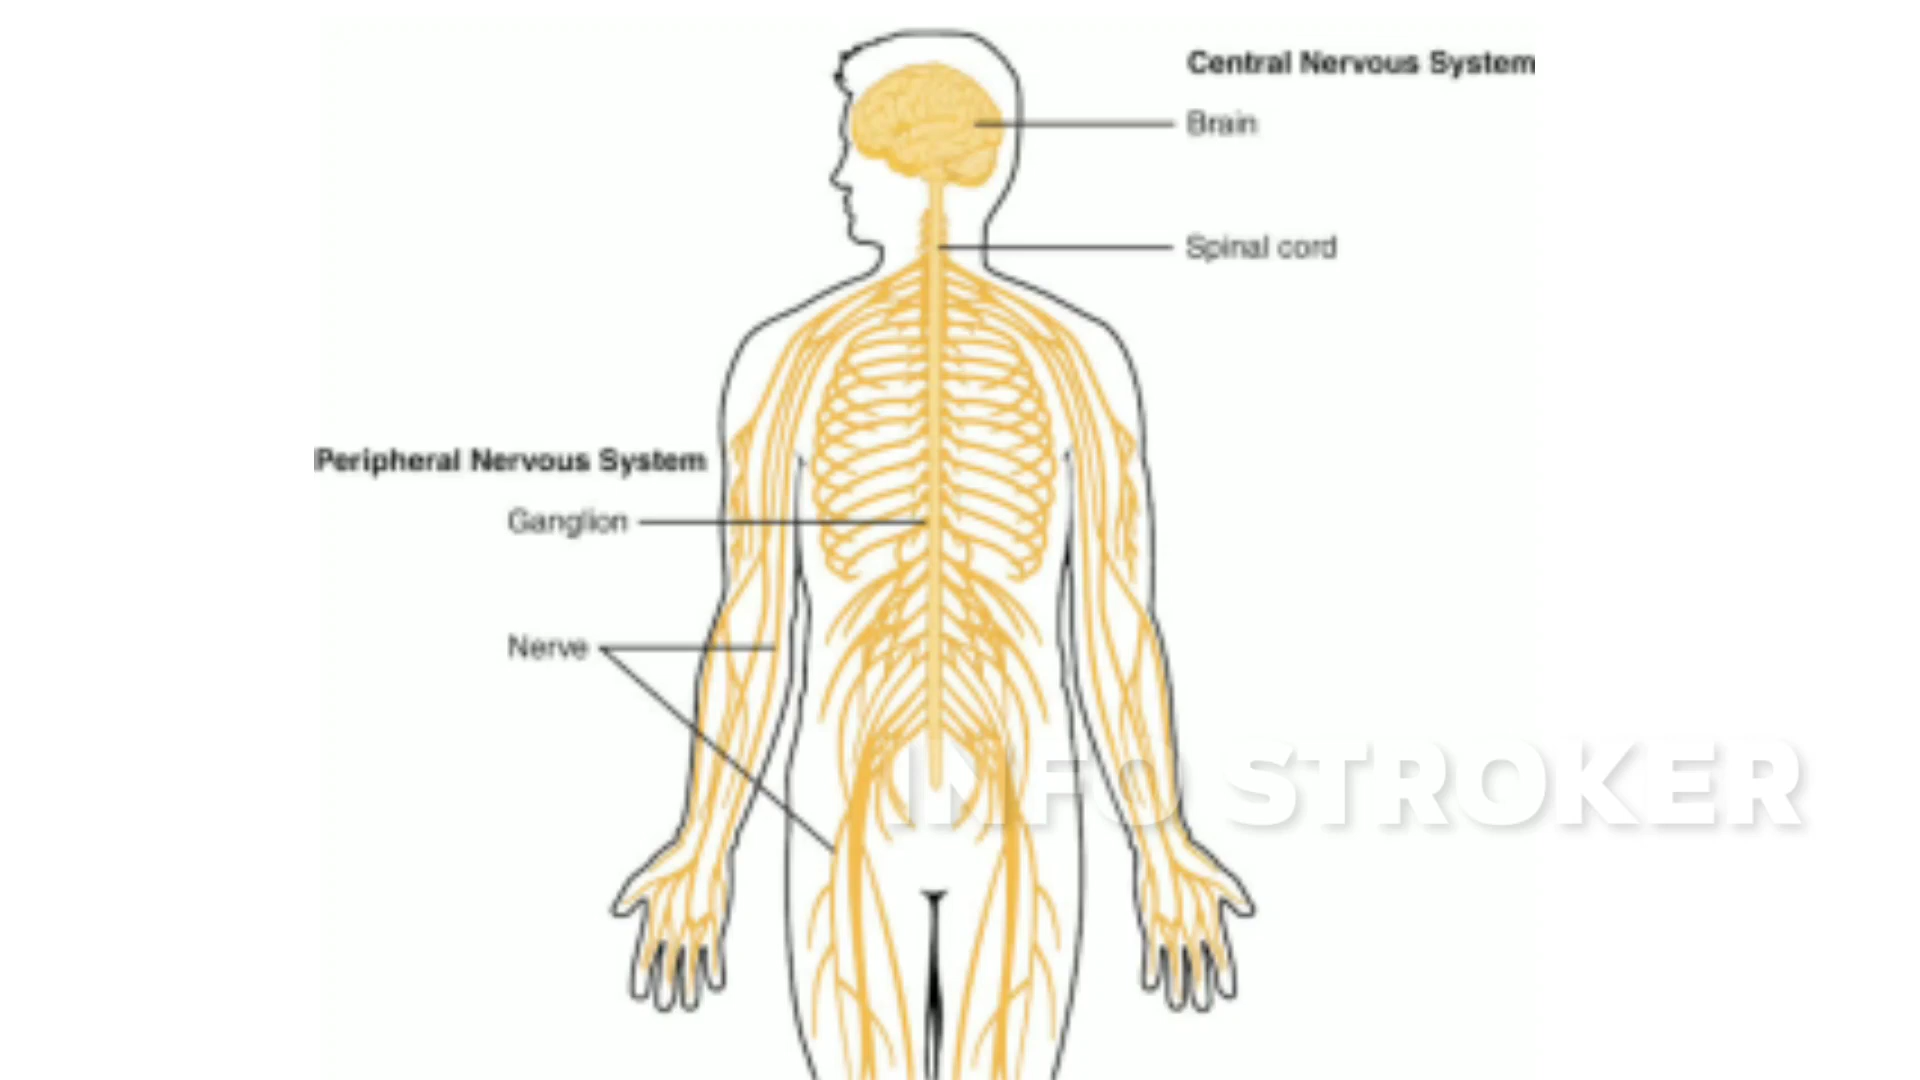 Central Nervous System
Brain
Spinal cord
Peripheral Nervous System
Ganglion
Nerve
INFO STROKER